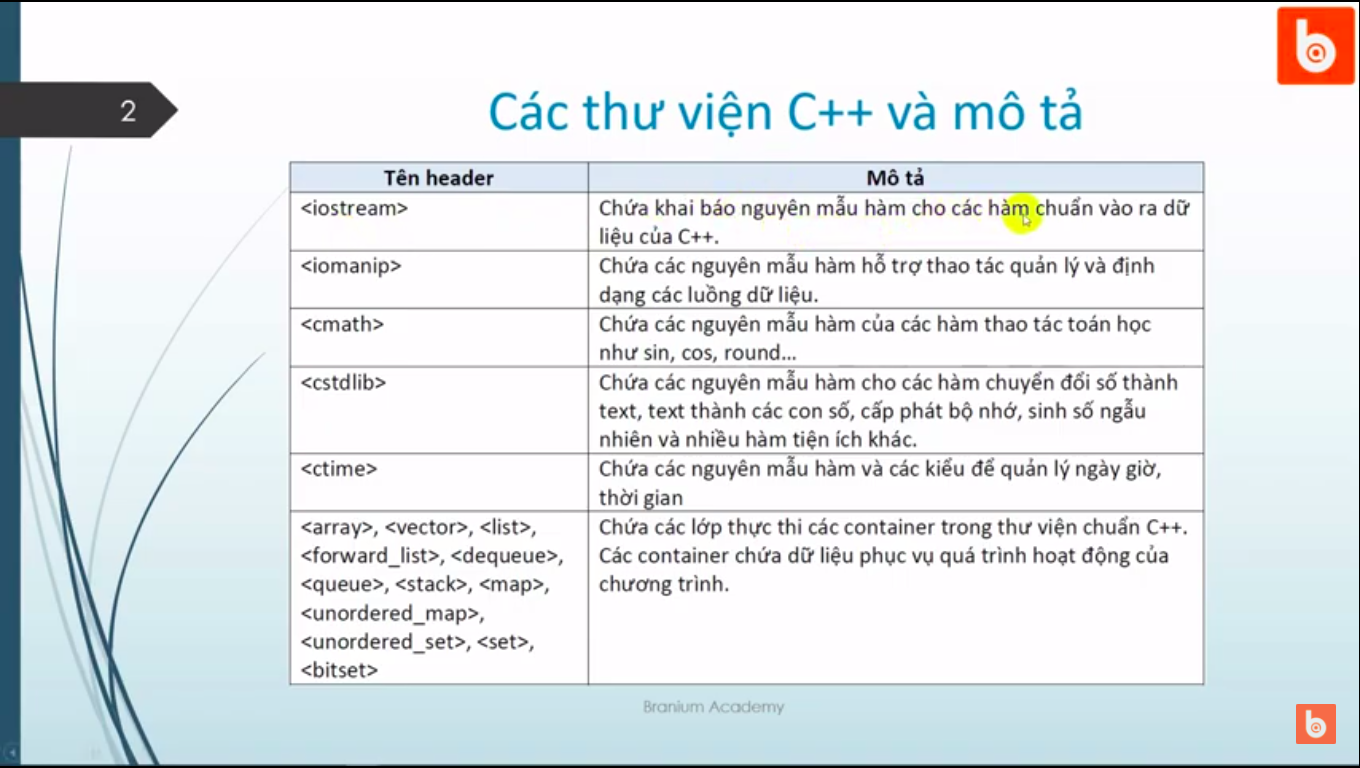 2
Các thư viện C++ và mô tả
Tên header
Mô tả
<iostream>
Chứa khai báo nguyên mẫu hàm cho các hàm chuẩn vào ra dữ
liệu của C++.
<iomanip>
Chứa các nguyên mẫu hàm hỗ trợ thao tác quản lý và định
dạng các luồng dữ liệu.
<cmath>
Chứa các nguyên mẫu hàm của các hàm thao tác toán học
như sin, cos, round...
<cstdlib>
Chứa các nguyên mẫu hàm cho các hàm chuyển đổi số thành
text, text thành các con số, cấp phát bộ nhớ, sinh số ngẫu
nhiên và nhiều hàm tiện ích khác.
<ctime>
Chứa các nguyên mẫu hàm và các kiểu để quản lý ngày giờ,
thời gian
<array>, <vector>, <list>,
<forward_list>, <dequeue>,
<queue>, <stack>, <map>,
<unordered_map>,
<unordered_set>, <set>,
<bitset>
Chứa các lớp thực thi các container trong thư viện chuẩn C++.
Các container chứa dữ liệu phục vụ quá trình hoạt động của
chương trình.
Branium Academy